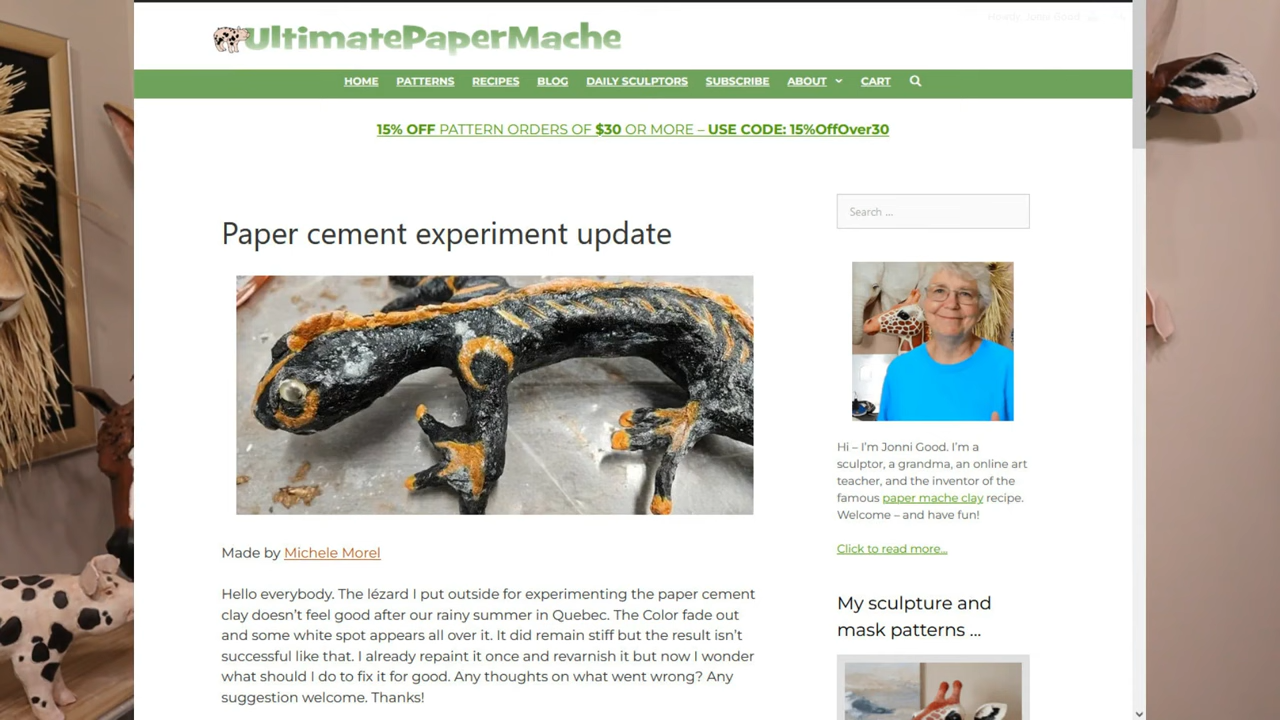 UltimatePaperMache
HOME PATTERNS RECIPES BLOG DAILY SCULPTORS SUBSCRIBE ABOUT CART
15% OFF PATTERN ORDERS OF $30 OR MORE – USE CODE: 15%OffOver30
Search ...
Paper cement experiment update
Made by Michele Morel
Hello everybody. The lézard I put outside for experimenting the paper cement
clay doesn't feel good after our rainy summer in Quebec. The Color fade out
and some white spot appears all over it. It did remain stiff but the result isn't
successful like that. I already repaint it once and revarnish it but now I wonder
what should I do to fix it for good. Any thoughts on what went wrong? Any
suggestion welcome. Thanks!
Hi – I'm Jonni Good. I'm a
sculptor, a grandma, an online art
teacher, and the inventor of the
famous paper mache clay recipe.
Welcome – and have fun!
Click to read more...
My sculpture and
mask patterns ...